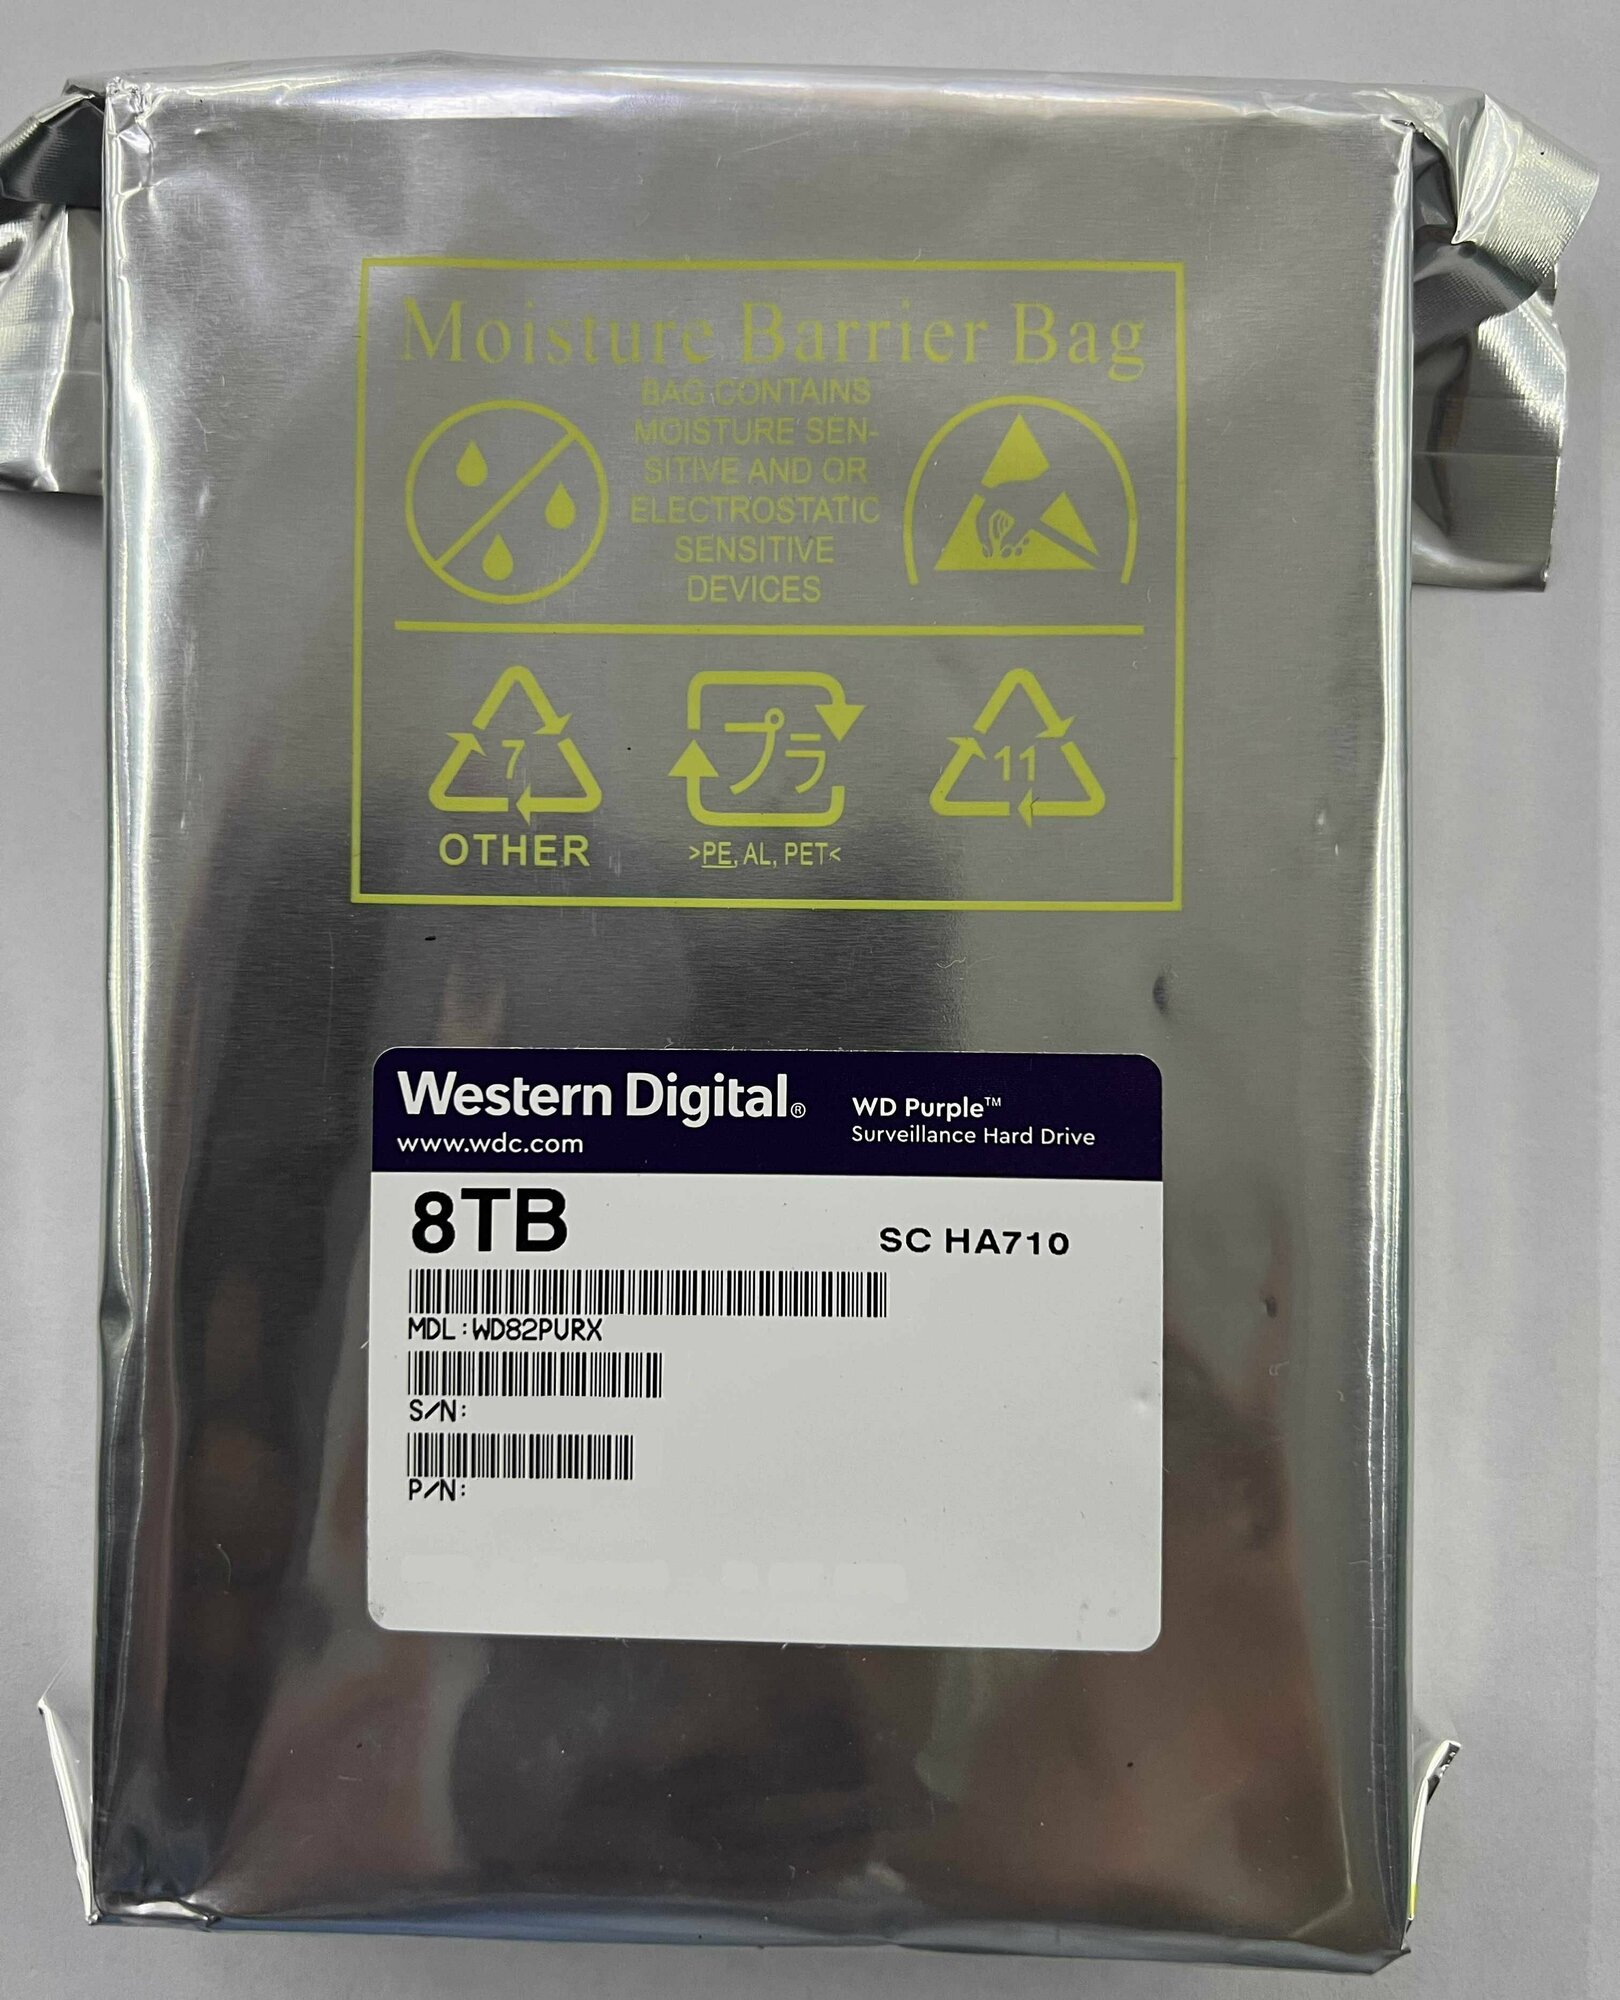 Moisture Barrier Bag
BAG CONTAINS
MOISTURE SEN-
SITIVE AND OR
ELECTROSTATIC
SENSITIVE
DEVICES
7
プラ
11
OTHER
>PE, AL, PET<
Western Digital®
www.wdc.com
WD Purple™
Surveillance Hard Drive
8TB
SC HA710
MDL:WD82PURX
S/N:
P/N: